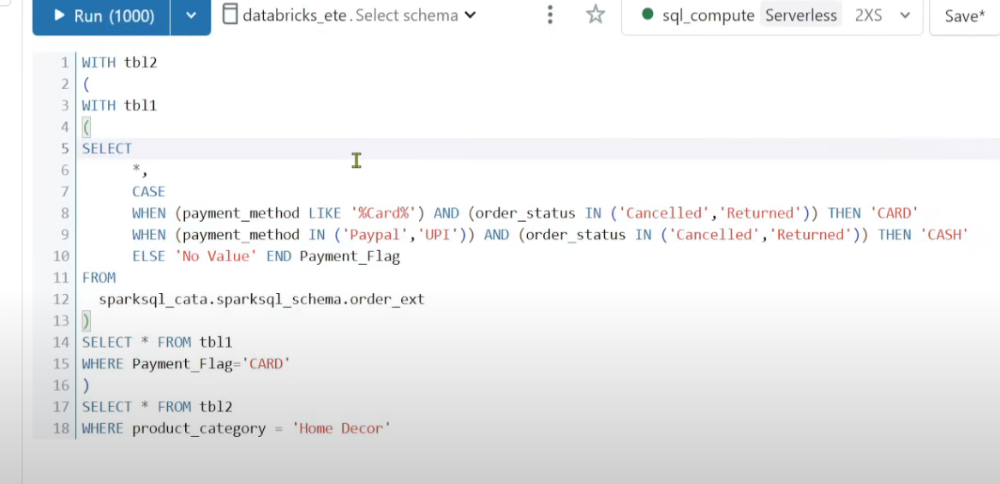 Run (1000) databricks_ete. Select schema sql_compute Serverless 2XS Save*
1 WITH tbl2
2 (
3 WITH tbl1
4 (
5 SELECT
6 *,
7 CASE
8 WHEN (payment_method LIKE '%Card%') AND (order_status IN ('Cancelled','Returned')) THEN 'CARD'
9 WHEN (payment_method IN ('Paypal','UPI')) AND (order_status IN ('Cancelled','Returned')) THEN 'CASH'
10 ELSE 'No Value' END Payment_Flag
11 FROM
12 sparksql_cata.sparksql_schema.order_ext
13 )
14 SELECT * FROM tbl1
15 WHERE Payment_Flag='CARD'
16 )
17 SELECT * FROM tbl2
18 WHERE product_category = 'Home Decor'